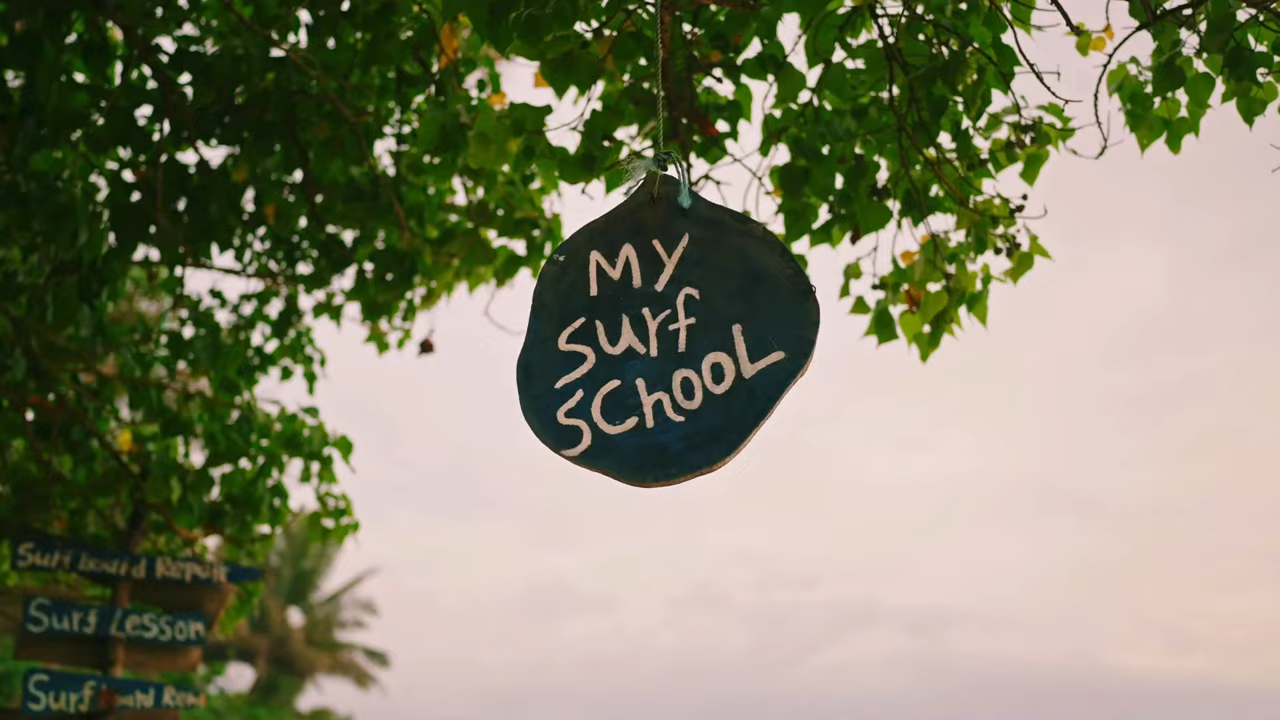 MY
Surf
SChOOL
Surf board Repair
Surf Lesson
Surf